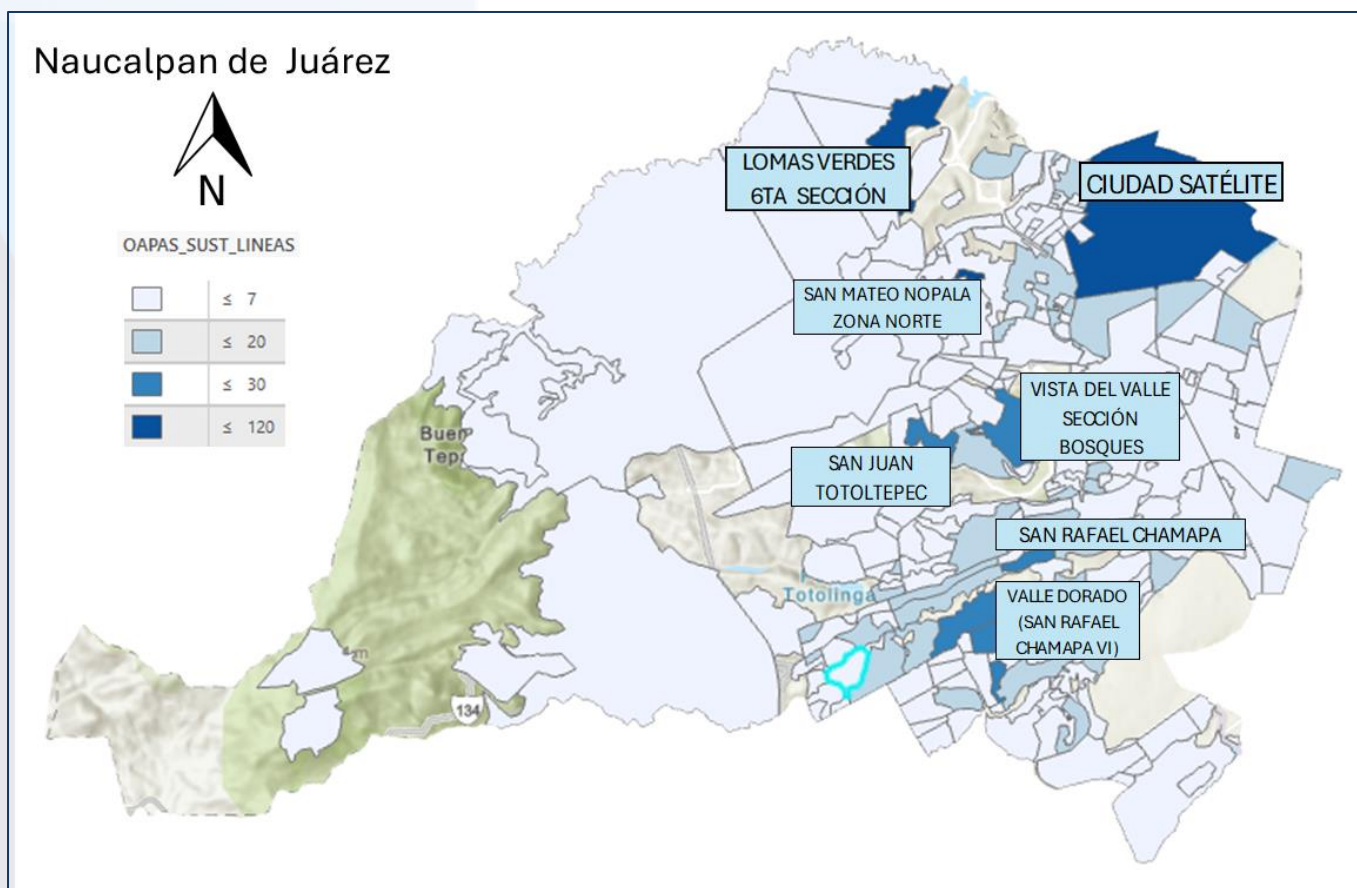 Naucalpan de Juárez
N
OAPAS_SUST_LINEAS
≤ 7
≤ 20
≤ 30
≤ 120
LOMAS VERDES
6TA SECCIÓN
CIUDAD SATÉLITE
SAN MATEO NOPALA
ZONA NORTE
VISTA DEL VALLE
SECCIÓN
BOSQUES
SAN JUAN
TOTOLTEPEC
SAN RAFAEL CHAMAPA
VALLE DORADO
(SAN RAFAEL
CHAMAPA VI)
Totolinga
134